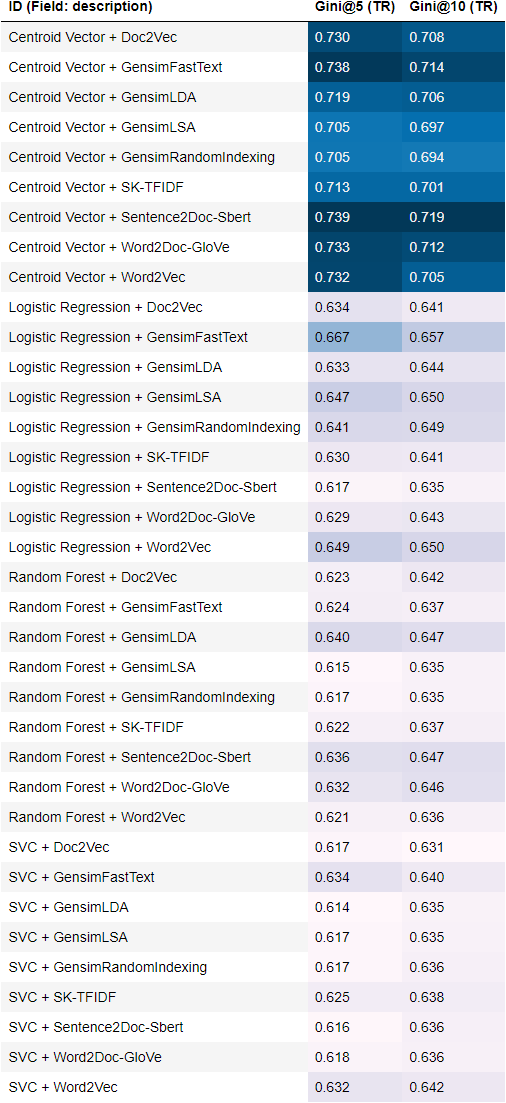 ID (Field: description) Gini@5 (TR) Gini@10 (TR)
Centroid Vector + Doc2Vec 0.730 0.708
Centroid Vector + GensimFastText 0.738 0.714
Centroid Vector + GensimLDA 0.719 0.706
Centroid Vector + GensimLSA 0.705 0.697
Centroid Vector + GensimRandomIndexing 0.705 0.694
Centroid Vector + SK-TFIDF 0.713 0.701
Centroid Vector + Sentence2Doc-Sbert 0.739 0.719
Centroid Vector + Word2Doc-GloVe 0.733 0.712
Centroid Vector + Word2Vec 0.732 0.705
Logistic Regression + Doc2Vec 0.634 0.641
Logistic Regression + GensimFastText 0.667 0.657
Logistic Regression + GensimLDA 0.633 0.644
Logistic Regression + GensimLSA 0.647 0.650
Logistic Regression + GensimRandomIndexing 0.641 0.649
Logistic Regression + SK-TFIDF 0.630 0.641
Logistic Regression + Sentence2Doc-Sbert 0.617 0.635
Logistic Regression + Word2Doc-GloVe 0.629 0.643
Logistic Regression + Word2Vec 0.649 0.650
Random Forest + Doc2Vec 0.623 0.642
Random Forest + GensimFastText 0.624 0.637
Random Forest + GensimLDA 0.640 0.647
Random Forest + GensimLSA 0.615 0.635
Random Forest + GensimRandomIndexing 0.617 0.635
Random Forest + SK-TFIDF 0.622 0.637
Random Forest + Sentence2Doc-Sbert 0.636 0.647
Random Forest + Word2Doc-GloVe 0.632 0.646
Random Forest + Word2Vec 0.621 0.636
SVC + Doc2Vec 0.617 0.631
SVC + GensimFastText 0.634 0.640
SVC + GensimLDA 0.614 0.635
SVC + GensimLSA 0.617 0.635
SVC + GensimRandomIndexing 0.617 0.636
SVC + SK-TFIDF 0.625 0.638
SVC + Sentence2Doc-Sbert 0.616 0.636
SVC + Word2Doc-GloVe 0.618 0.636
SVC + Word2Vec 0.632 0.642